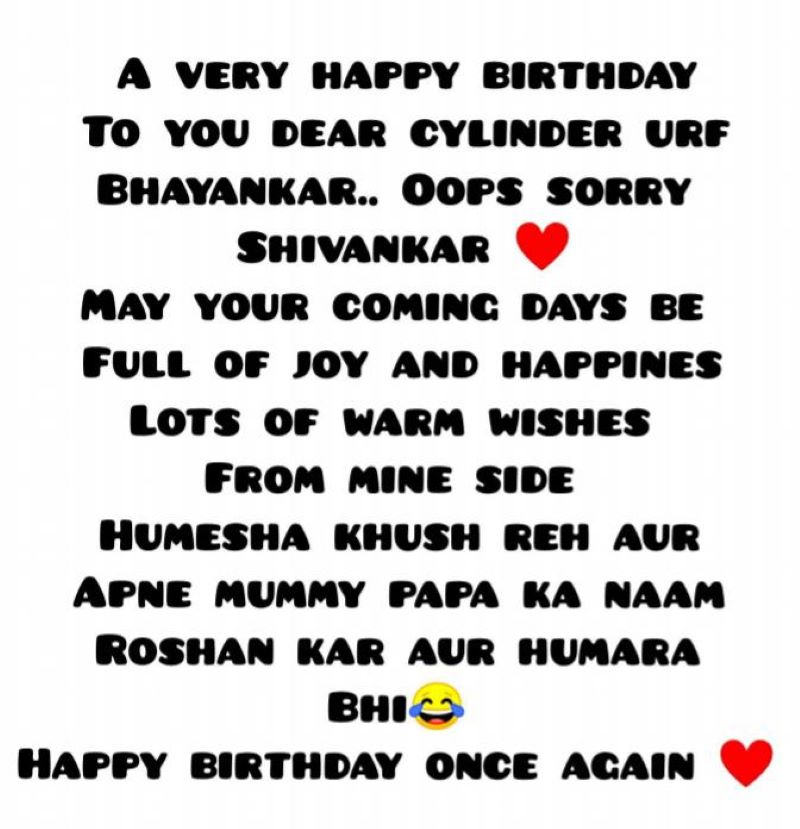 A very happy birthday
To you dear cylinder urf
Bhayankar.. Oops sorry
Shivankar ❤️
May your coming days be
Full of joy and happines
Lots of warm wishes
From mine side
Humesha khush reh aur
Apne mummy papa ka naam
Roshan kar aur humara
Bhi😂
Happy birthday once again ❤️